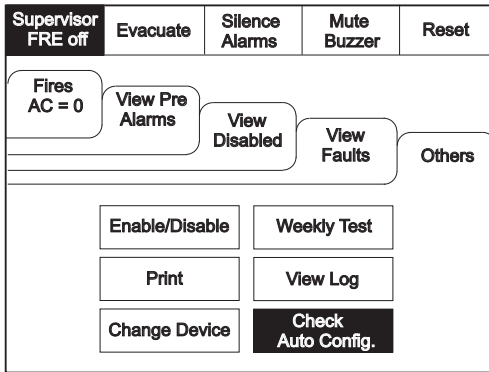 Supervisor
FRE off
Evacuate
Silence
Alarms
Mute
Buzzer
Reset
Fires
AC = 0
View Pre
Alarms
View
Disabled
View
Faults
Others
Enable/Disable
Weekly Test
Print
View Log
Change Device
Check
Auto Config.